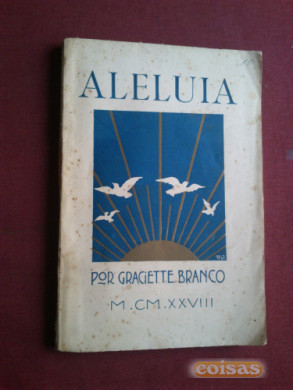 ALELUIA
POR GRACIETTE BRANCO
M.CM.XXVIII
coisas